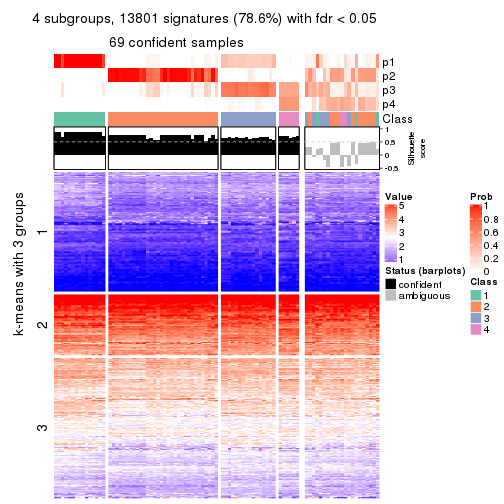 4 subgroups, 13801 signatures (78.6%) with fdr < 0.05
69 confident samples
p1
p2
p3
p4
Class
1
0.5
0
-0.5
Silhouette
score
k-means with 3 groups
1
2
3
Value
5
4
3
2
1
Status (barplots)
confident
ambiguous
Prob
1
0.8
0.6
0.4
0.2
0
Class
1
2
3
4